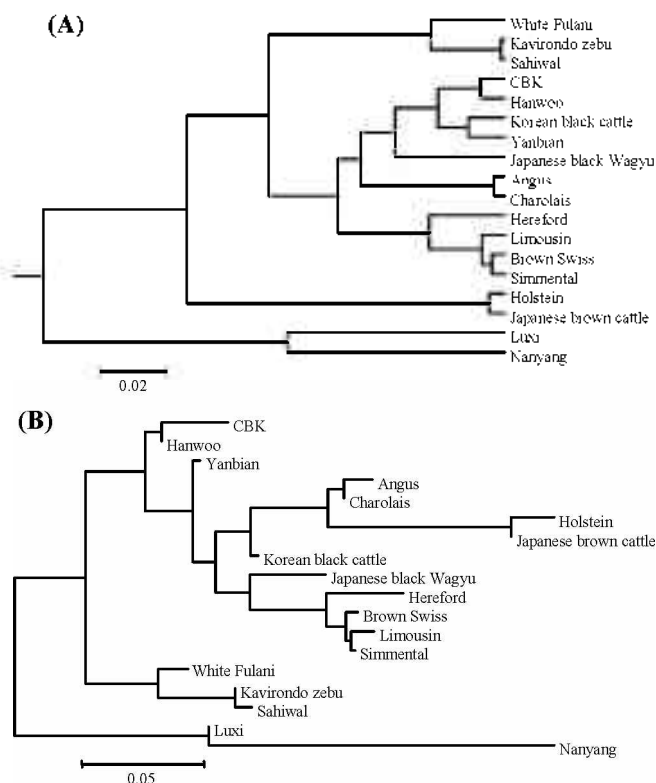 (A)
White Fulani
Kavirondo zebu
Sahiwal
CBK
Hanwoo
Korean black cattle
Yanbian
Japanese black Wagyu
Angus
Charolais
Hereford
Limousin
Brown Swiss
Simmental
Holstein
Japanese brown cattle
Luxi
Nanyang
0.02
(B)
CBK
Hanwoo
Yanbian
Angus
Charolais
Holstein
Japanese brown cattle
Korean black cattle
Japanese black Wagyu
Hereford
Brown Swiss
Limousin
Simmental
White Fulani
Kavirondo zebu
Sahiwal
Luxi
Nanyang
0.05